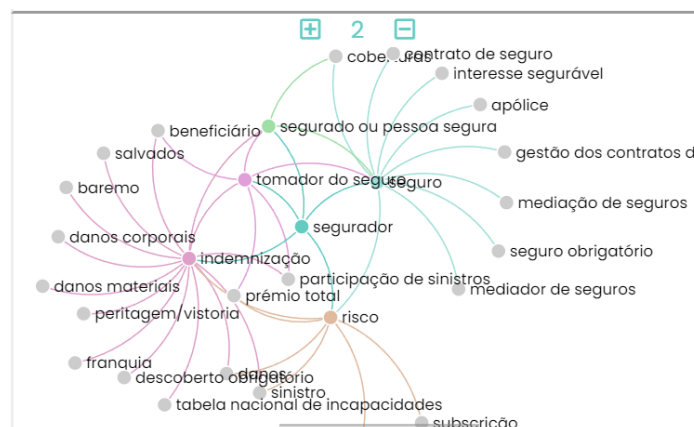 2
coberturas
contrato de seguro
interesse segurável
apólice
segurado ou pessoa segura
beneficiário
salvados
gestão dos contratos d
tomador do seguro
seguro
baremo
mediação de seguros
segurador
danos corporais
seguro obrigatório
indemnização
participação de sinistros
danos materiais
mediador de seguros
prémio total
peritagem/vistoria
risco
franquia
danos
descoberto obrigatório
sinistro
tabela nacional de incapacidades
subscrição